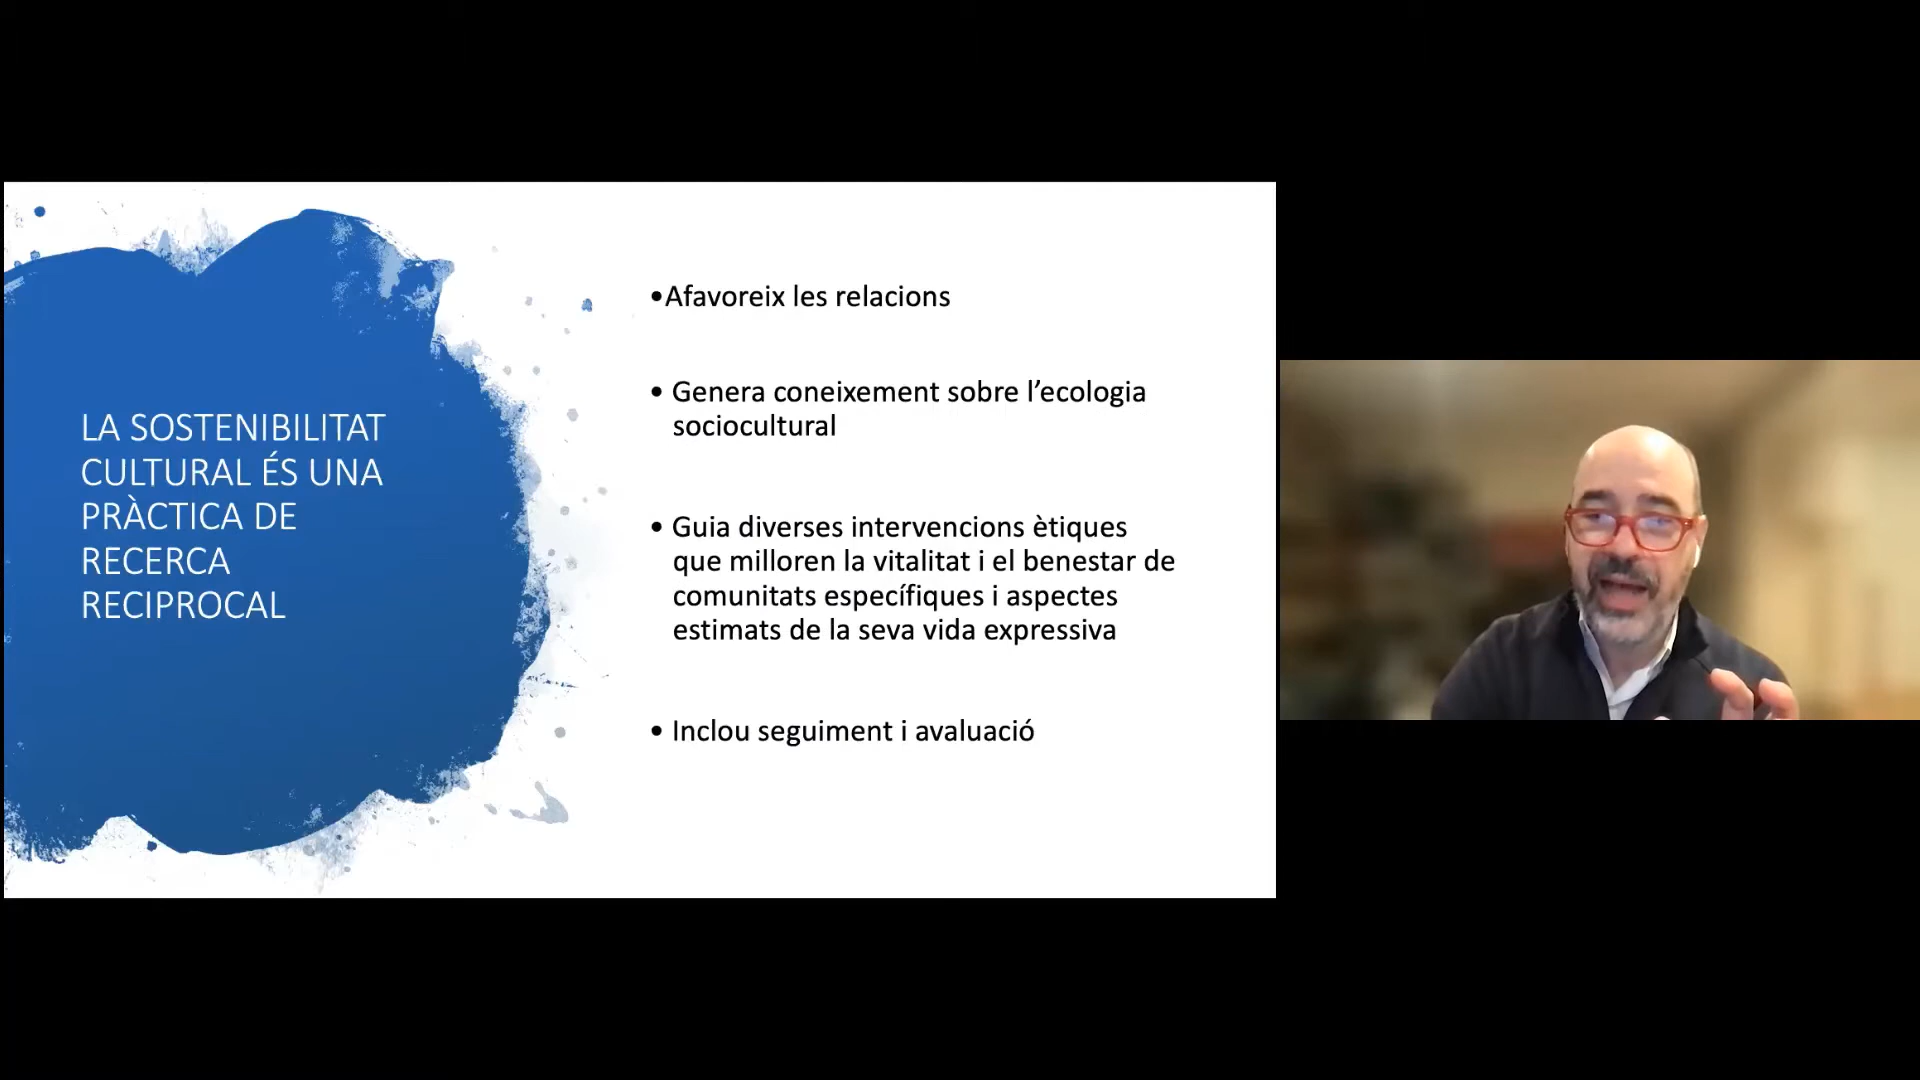 LA SOSTENIBILITAT
CULTURAL ÉS UNA
PRÀCTICA DE
RECERCA
RECIPROCAL
•Afavoreix les relacions
• Genera coneixement sobre l’ecologia
sociocultural
• Guia diverses intervencions ètiques
que milloren la vitalitat i el benestar de
comunitats específiques i aspectes
estimats de la seva vida expressiva
• Inclou seguiment i avaluació